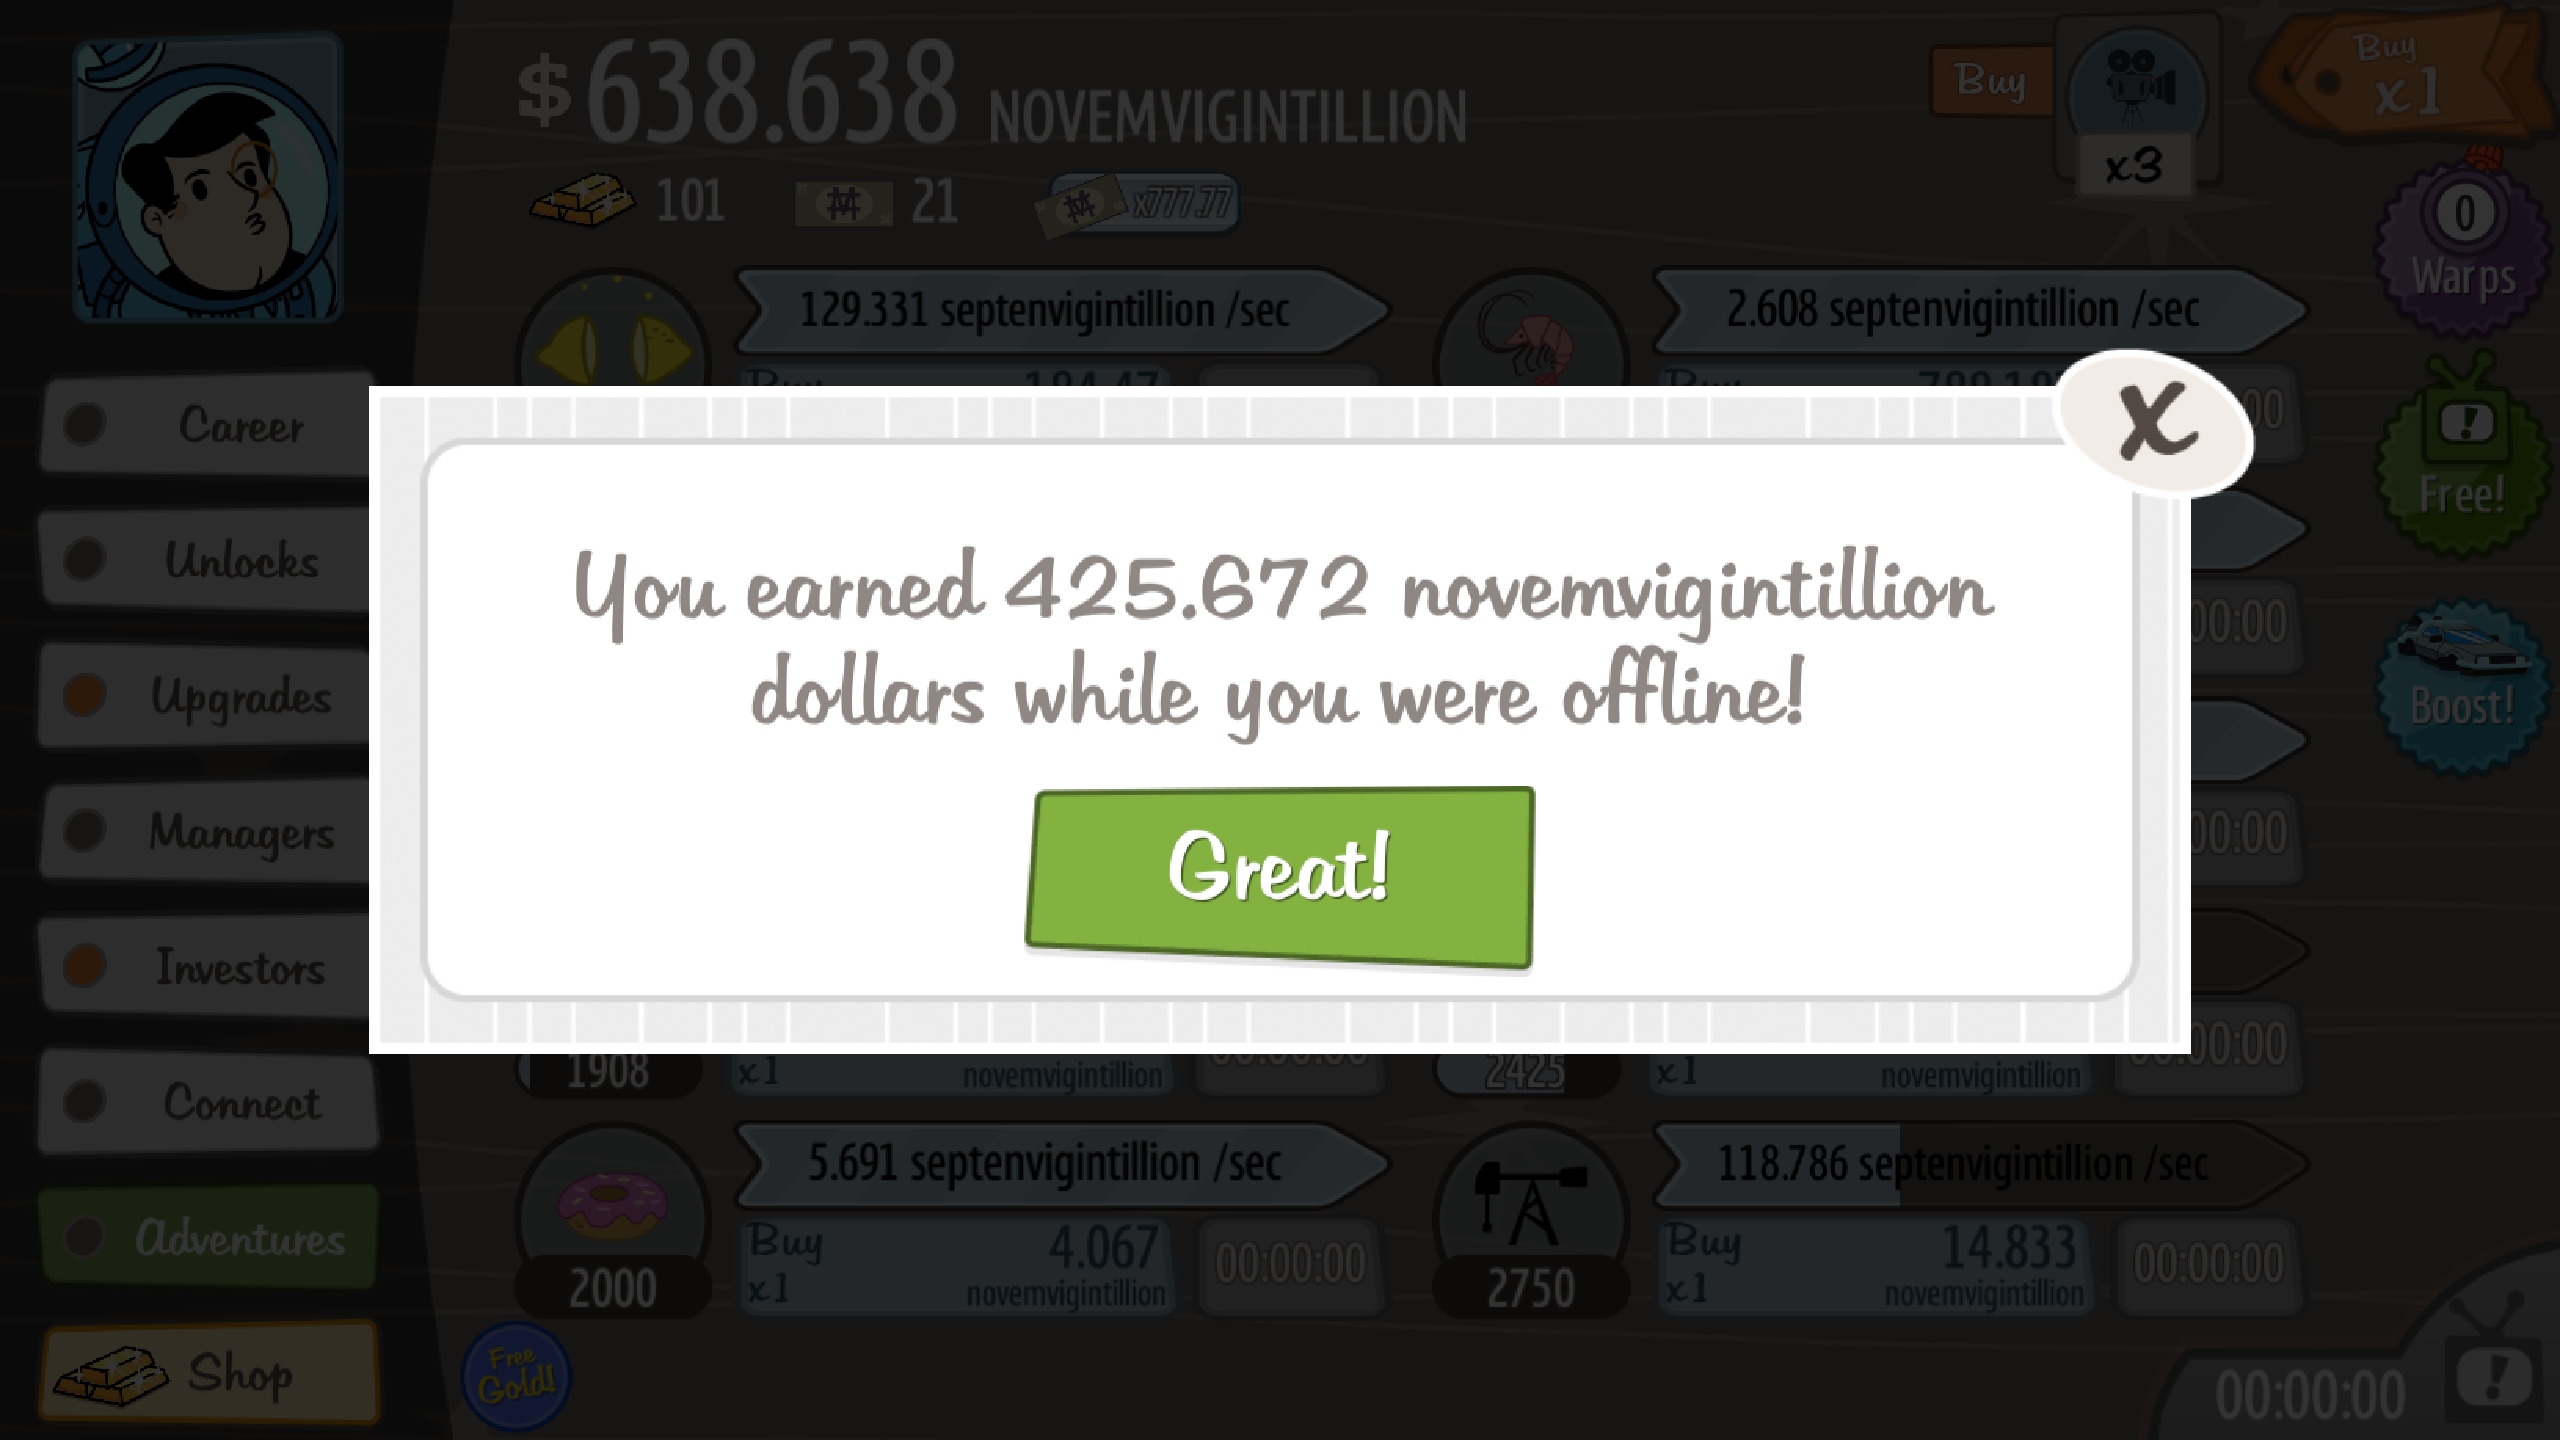 $638.638 NOVEMVIGINTILLION
101
21
x777.77
Buy
x3
Buy
x1
0
Warps
Free!
Boost!
Career
Unlocks
Upgrades
Managers
Investors
Connect
Adventures
Shop
129.331 septenvigintillion /sec
2.608 septenvigintillion /sec
You earned 425.672 novemvigintillion
dollars while you were offline!
X
Great!
1908
x1
novemvigintillion
00:00:00
2425
x1
novemvigintillion
00:00:00
5.691 septenvigintillion /sec
Buy
x1
4.067
novemvigintillion
00:00:00
2000
118.786 septenvigintillion /sec
Buy
x1
14.833
novemvigintillion
00:00:00
2750
Free
Gold!
00:00:00